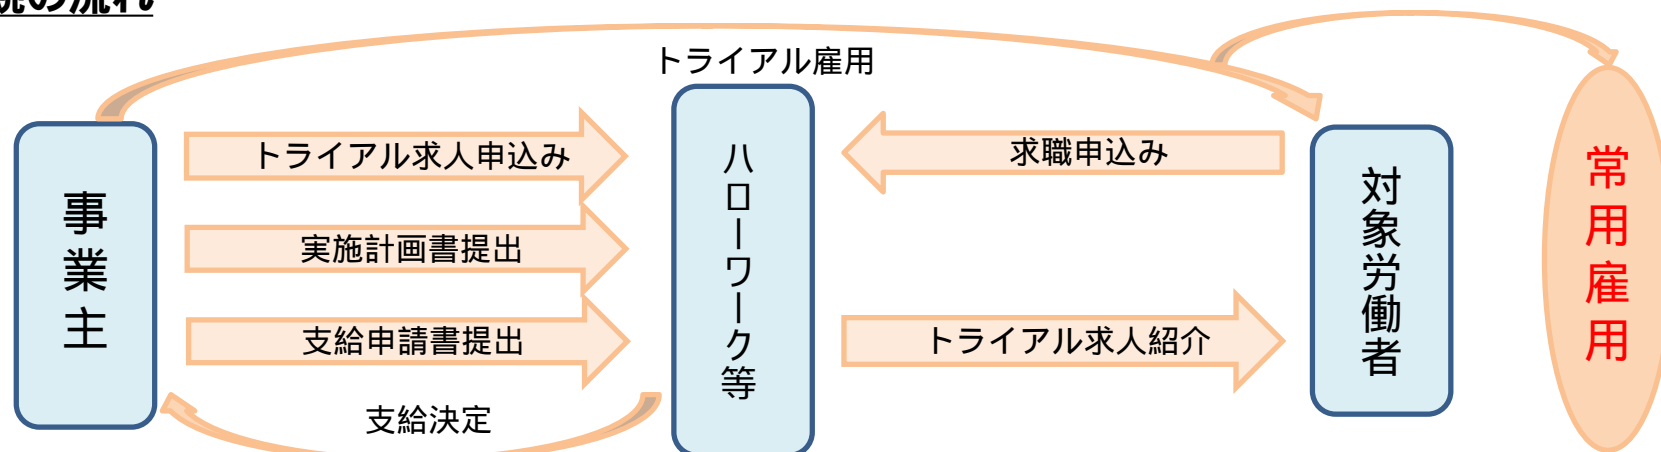 の流れ
トライアル雇用
事業主
トライアル求人申込み
実施計画書提出
支給申請書提出
支給決定
ハローワーク等
求職申込み
トライアル求人紹介
対象労働者
常用雇用